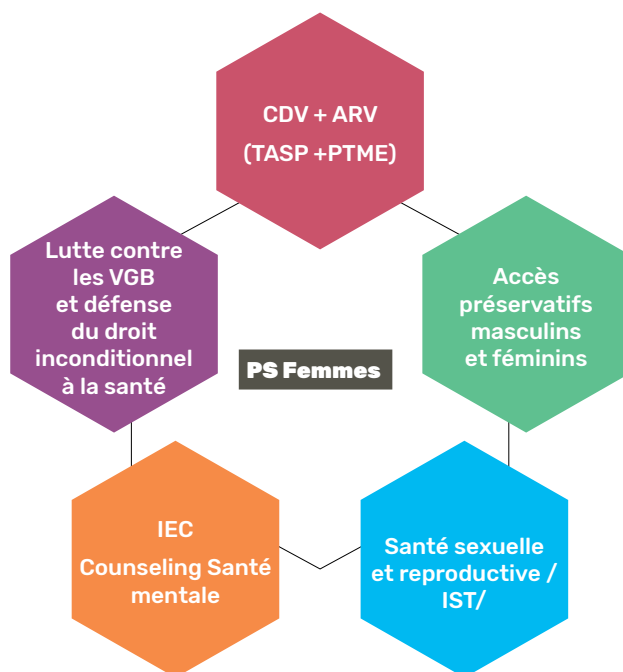 CDV + ARV
(TASP +PTME)
Lutte contre
les VGB
et défense
du droit
inconditionnel
à la santé
Accès
préservatifs
masculins
et féminins
PS Femmes
IEC
Counseling Santé
mentale
Santé sexuelle
et reproductive /
IST/